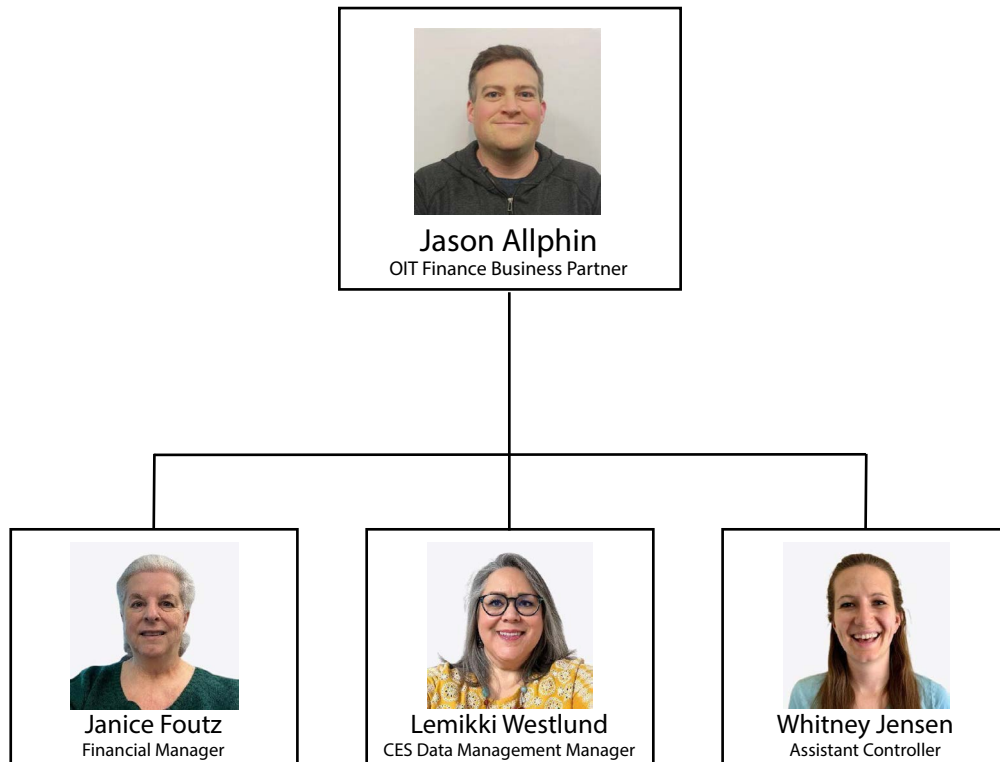 Jason Allphin
OIT Finance Business Partner
Janice Foutz
Financial Manager
Lemikki Westlund
CES Data Management Manager
Whitney Jensen
Assistant Controller